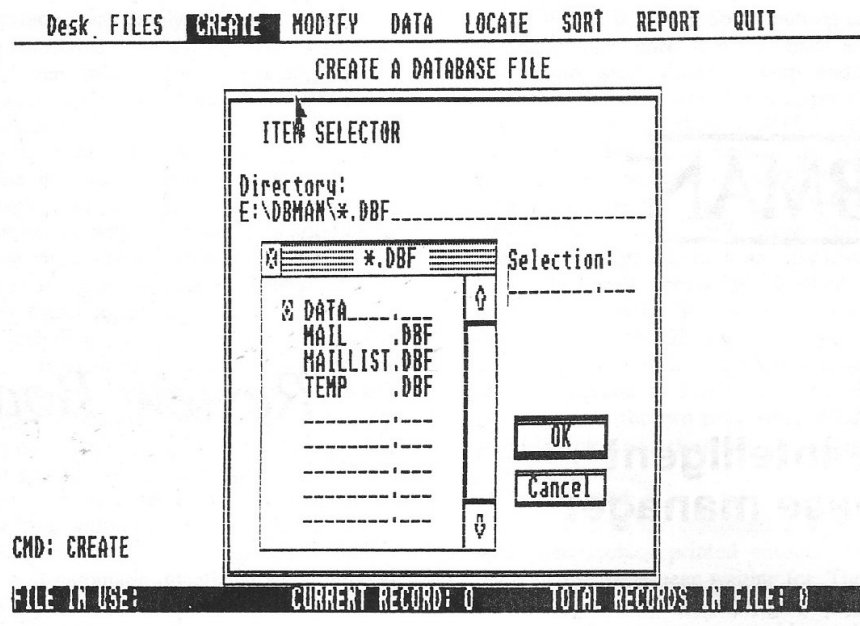 Desk FILES CREATE MODIFY DATA LOCATE SORT REPORT QUIT
CREATE A DATABASE FILE
ITEM SELECTOR
Directory:
E:\DBMAN\*.DBF_
*.DBF
Selection:
DATA
MAIL .DBF
MAILLIST.DBF
TEMP .DBF
OK
Cancel
CMD: CREATE
FILE IN USE: CURRENT RECORD: 0 TOTAL RECORDS IN FILE: 0